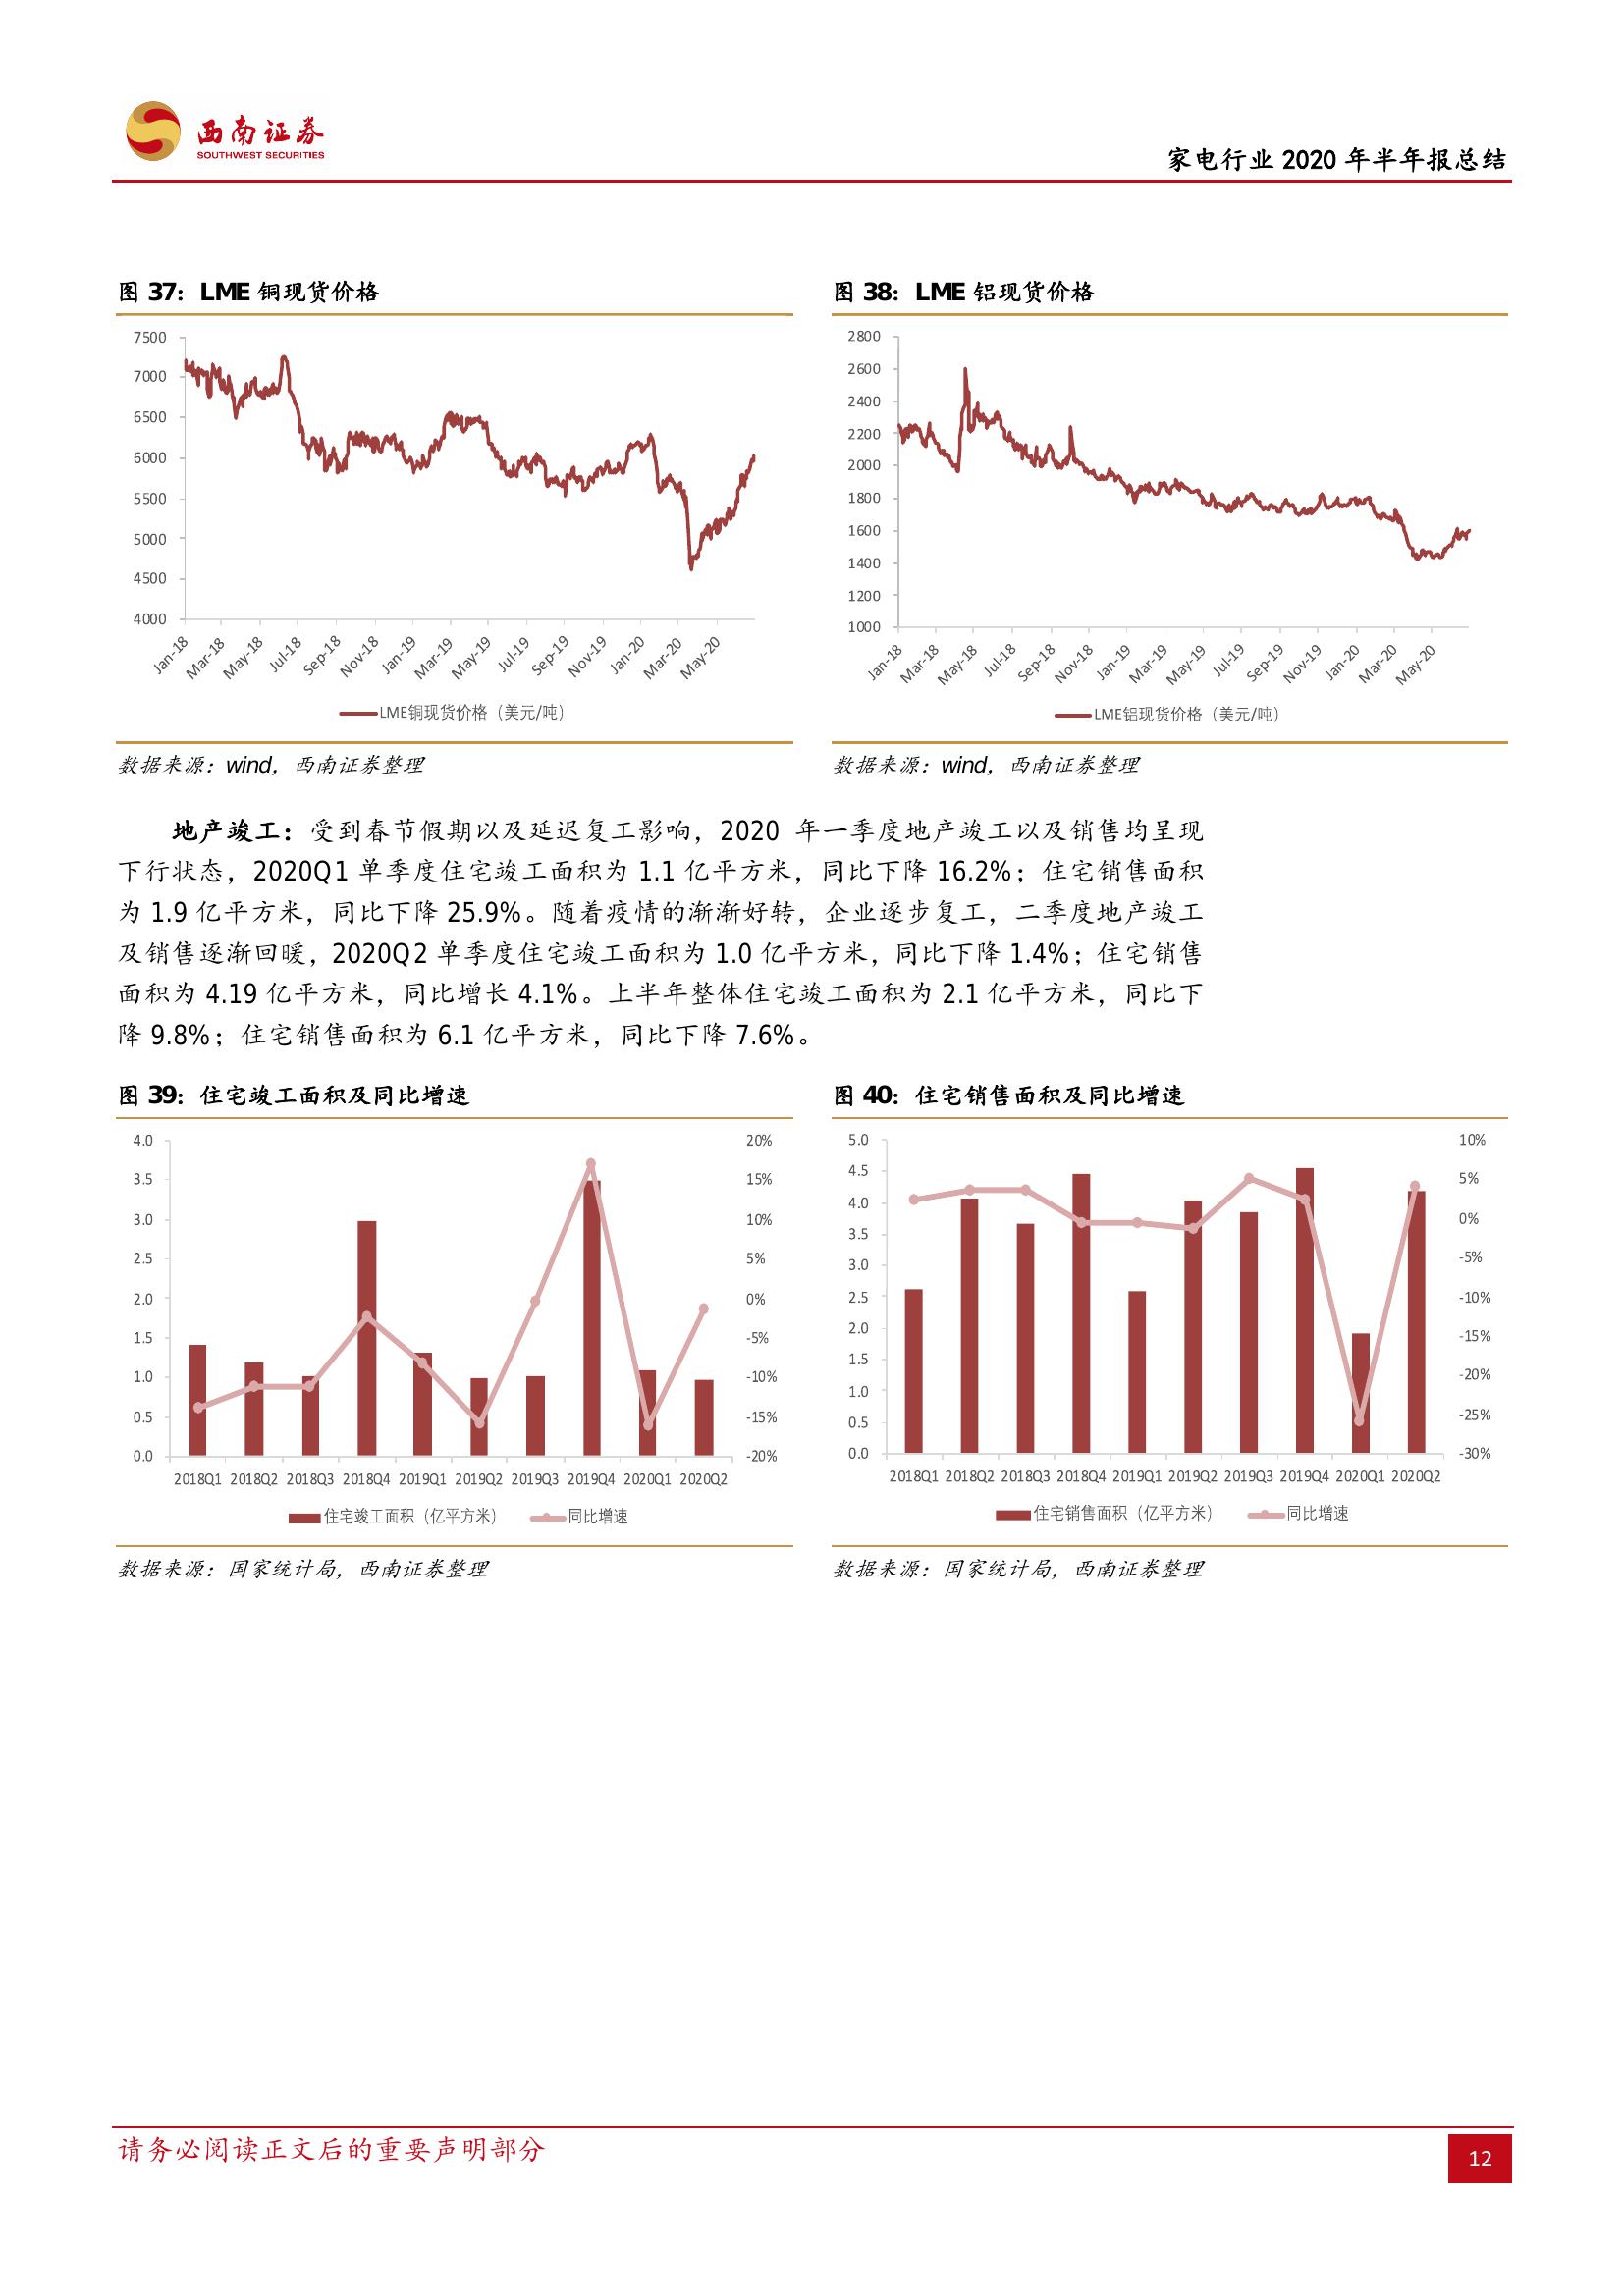 西南证券
SOUTHWEST SECURITIES
家电行业 2020 年半年报总结
图 37：LME 铜现货价格
7500
7000
6500
6000
5500
5000
4500
4000
Jan-18 Mar-18 May-18 Jul-18 Sep-18 Nov-18 Jan-19 Mar-19 May-19 Jul-19 Sep-19 Nov-19 Jan-20 Mar-20 May-20
LME铜现货价格（美元/吨）
数据来源：wind，西南证券整理
图 38：LME 铝现货价格
2800
2600
2400
2200
2000
1800
1600
1400
1200
1000
Jan-18 Mar-18 May-18 Jul-18 Sep-18 Nov-18 Jan-19 Mar-19 May-19 Jul-19 Sep-19 Nov-19 Jan-20 Mar-20 May-20
LME铝现货价格（美元/吨）
数据来源：wind，西南证券整理
地产竣工：受到春节假期以及延迟复工影响，2020 年一季度地产竣工以及销售均呈现
下行状态，2020Q1 单季度住宅竣工面积为 1.1 亿平方米，同比下降 16.2%；住宅销售面积
为 1.9 亿平方米，同比下降 25.9%。随着疫情的渐渐好转，企业逐步复工，二季度地产竣工
及销售逐渐回暖，2020Q2 单季度住宅竣工面积为 1.0 亿平方米，同比下降 1.4%；住宅销售
面积为 4.19 亿平方米，同比增长 4.1%。上半年整体住宅竣工面积为 2.1 亿平方米，同比下
降 9.8%；住宅销售面积为 6.1 亿平方米，同比下降 7.6%。
图 39：住宅竣工面积及同比增速
4.0
3.5
3.0
2.5
2.0
1.5
1.0
0.5
0.0
20%
15%
10%
5%
0%
-5%
-10%
-15%
-20%
2018Q1 2018Q2 2018Q3 2018Q4 2019Q1 2019Q2 2019Q3 2019Q4 2020Q1 2020Q2
住宅竣工面积（亿平方米） 同比增速
数据来源：国家统计局，西南证券整理
图 40：住宅销售面积及同比增速
5.0
4.5
4.0
3.5
3.0
2.5
2.0
1.5
1.0
0.5
0.0
10%
5%
0%
-5%
-10%
-15%
-20%
-25%
-30%
2018Q1 2018Q2 2018Q3 2018Q4 2019Q1 2019Q2 2019Q3 2019Q4 2020Q1 2020Q2
住宅销售面积（亿平方米） 同比增速
数据来源：国家统计局，西南证券整理
请务必阅读正文后的重要声明部分
12